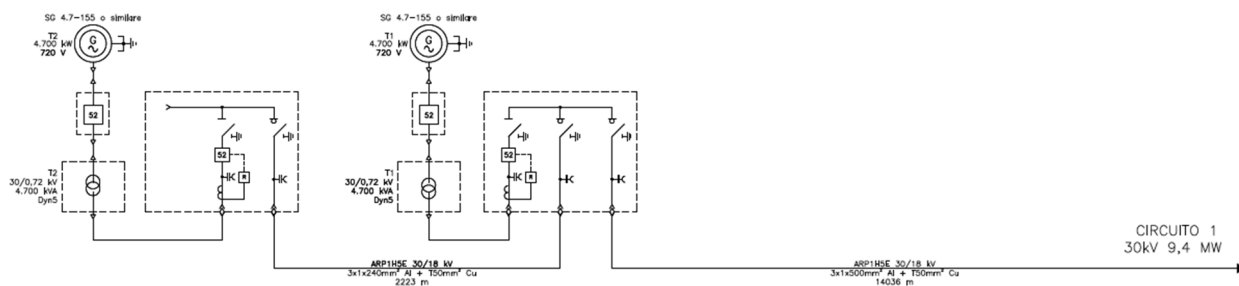 SG 4.7-155 o similare
T2
4.700 kW
720 V
G
52
T2
30/0,72 kV
4.700 kVA
Dyn5
52
R
SG 4.7-155 o similare
T1
4.700 kW
720 V
G
52
T1
30/0,72 kV
4.700 kVA
Dyn5
52
R
ARP1H5E 30/18 kV
3x1x240mm² Al + T50mm² Cu
2223 m
ARP1H5E 30/18 kV
3x1x500mm² Al + T50mm² Cu
14036 m
CIRCUITO 1
30kV 9,4 MW